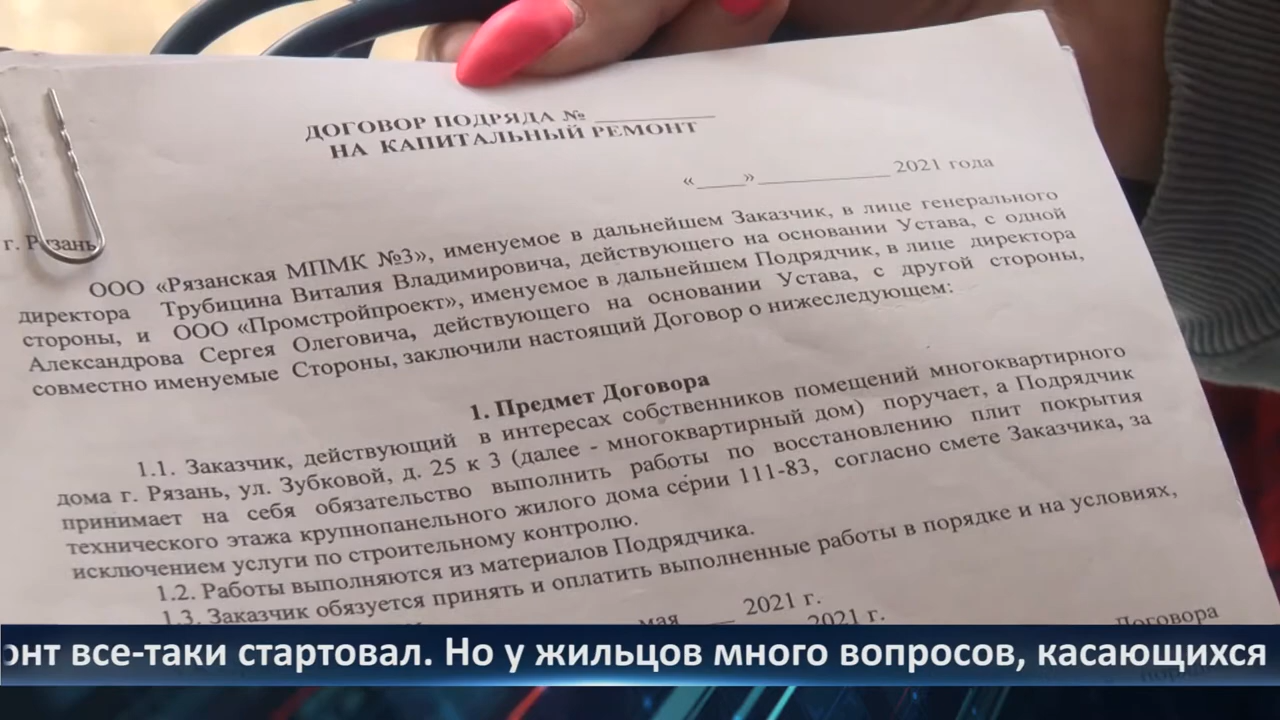 ДОГОВОР ПОДРЯДА № ____________
НА КАПИТАЛЬНЫЙ РЕМОНТ
«____»____________ 2021 года
г. Рязань
ООО «Рязанская МПМК №3», именуемое в дальнейшем Заказчик, в лице генерального
директора Трубицина Виталия Владимировича, действующего на основании Устава, с одной
стороны, и ООО «Промстройпроект», именуемое в дальнейшем Подрядчик, в лице директора
Александрова Сергея Олеговича, действующего на основании Устава, с другой стороны,
совместно именуемые Стороны, заключили настоящий Договор о нижеследующем:
1. Предмет Договора
1.1. Заказчик, действующий в интересах собственников помещений многоквартирного
дома г. Рязань, ул. Зубковой, д. 25 к 3 (далее - многоквартирный дом) поручает, а Подрядчик
принимает на себя обязательство выполнить работы по восстановлению плит покрытия
технического этажа крупнопанельного жилого дома серии 111-83, согласно смете Заказчика, за
исключением услуги по строительному контролю.
1.2. Работы выполняются из материалов Подрядчика.
1.3. Заказчик обязуется принять и оплатить выполненные работы в порядке и на условиях,
мая ____ 2021 г.
2021 г.
Договора
онт все-таки стартовал. Но у жильцов много вопросов, касающихся